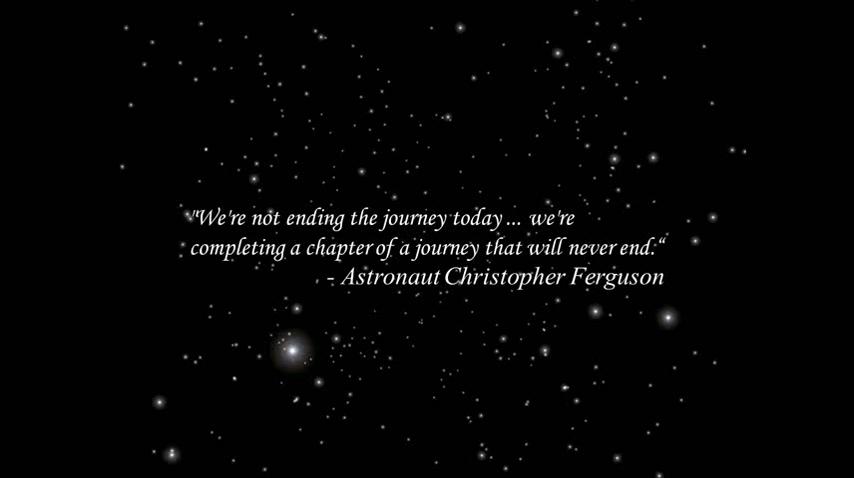 "We're not ending the journey today ... we're
completing a chapter of a journey that will never end.“
- Astronaut Christopher Ferguson